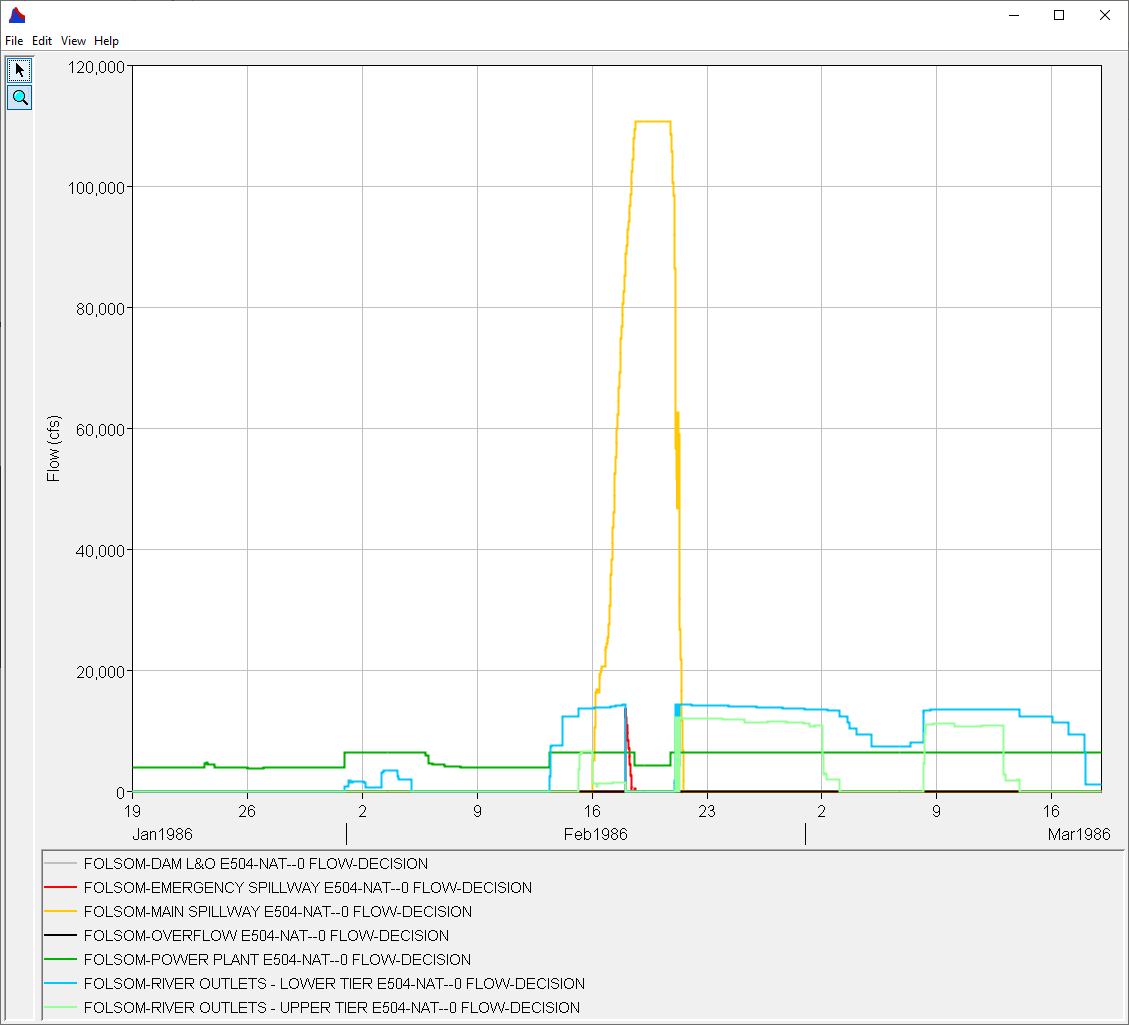 File Edit View Help
120,000
100,000
80,000
60,000
40,000
20,000
0
Flow (cfs)
19 26 2 9 16 23 2 9 16
Jan1986 Feb1986 Mar1986
FOLSOM-DAM L&O E504-NAT--0 FLOW-DECISION
FOLSOM-EMERGENCY SPILLWAY E504-NAT--0 FLOW-DECISION
FOLSOM-MAIN SPILLWAY E504-NAT--0 FLOW-DECISION
FOLSOM-OVERFLOW E504-NAT--0 FLOW-DECISION
FOLSOM-POWER PLANT E504-NAT--0 FLOW-DECISION
FOLSOM-RIVER OUTLETS - LOWER TIER E504-NAT--0 FLOW-DECISION
FOLSOM-RIVER OUTLETS - UPPER TIER E504-NAT--0 FLOW-DECISION